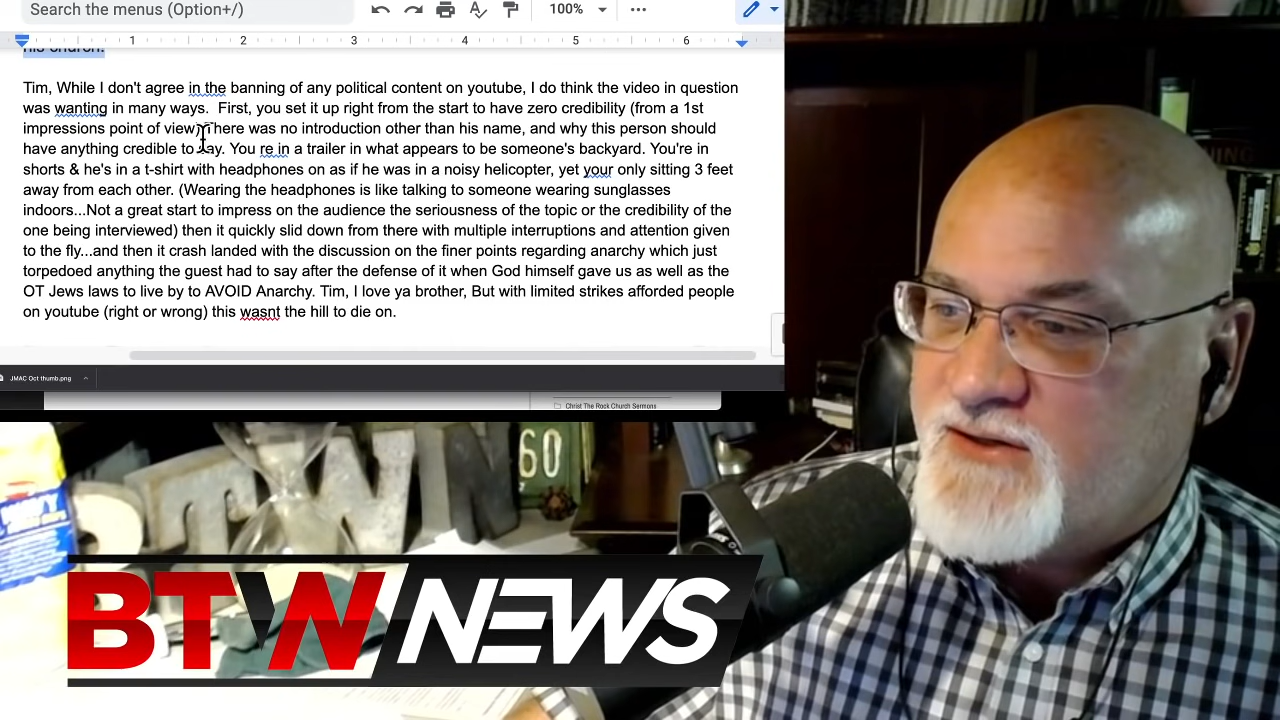 Search the menus (Option+/)
100%
1 2 3 4 5 6
his church.
Tim, While I don't agree in the banning of any political content on youtube, I do think the video in question
was wanting in many ways.  First, you set it up right from the start to have zero credibility (from a 1st
impressions point of view) There was no introduction other than his name, and why this person should
have anything credible to say. You re in a trailer in what appears to be someone's backyard. You're in
shorts & he's in a t-shirt with headphones on as if he was in a noisy helicopter, yet your only sitting 3 feet
away from each other. (Wearing the headphones is like talking to someone wearing sunglasses
indoors...Not a great start to impress on the audience the seriousness of the topic or the credibility of the
one being interviewed) then it quickly slid down from there with multiple interruptions and attention given
to the fly...and then it crash landed with the discussion on the finer points regarding anarchy which just
torpedoed anything the guest had to say after the defense of it when God himself gave us as well as the
OT Jews laws to live by to AVOID Anarchy. Tim, I love ya brother, But with limited strikes afforded people
on youtube (right or wrong) this wasnt the hill to die on.
JMAC Oct thumb.png
Christ The Rock Church Sermons
60
BTWN
BTW NEWS